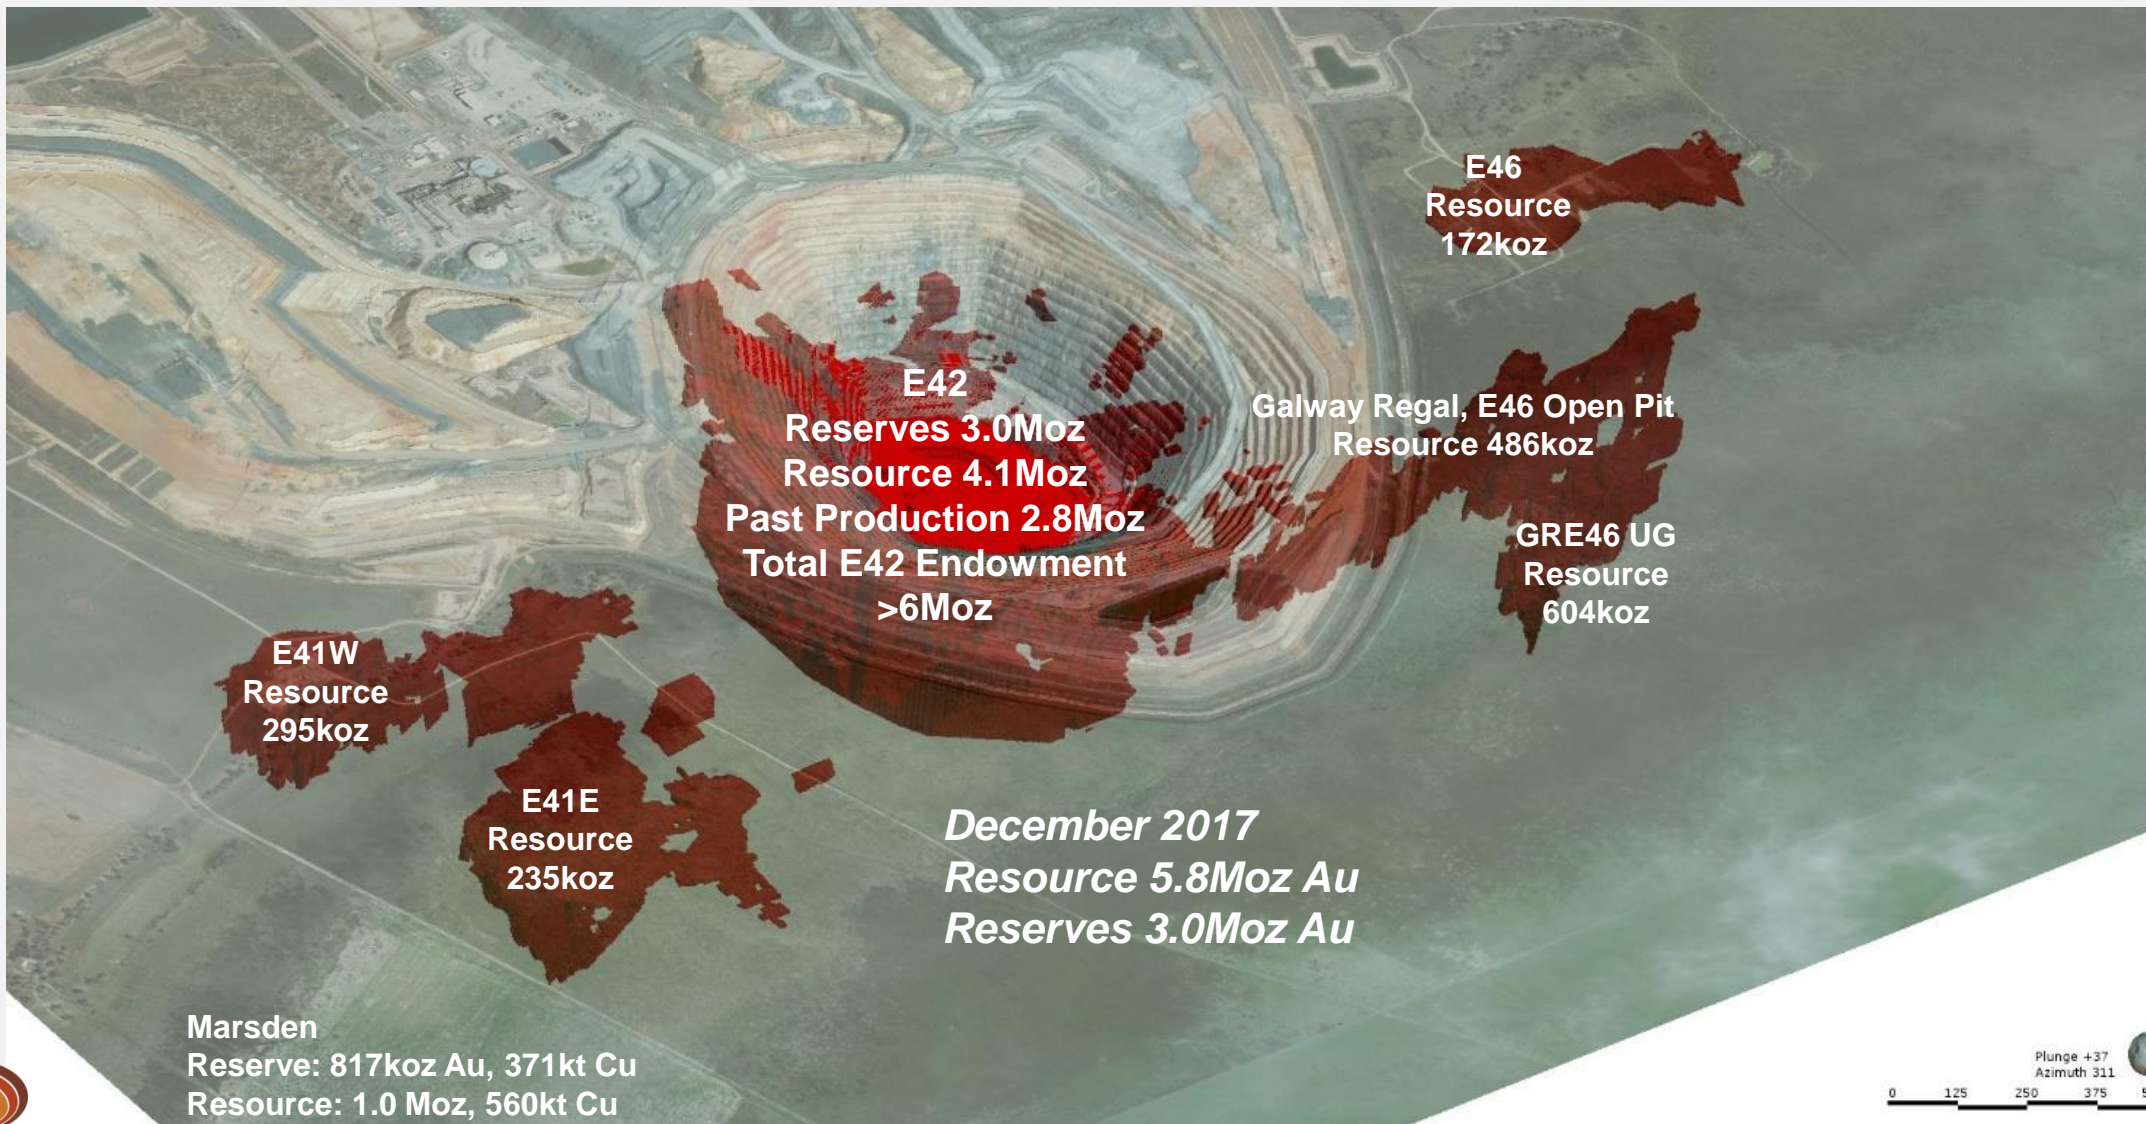 E46
Resource
172koz
E42
Reserves 3.0Moz
Resource 4.1Moz
Past Production 2.8Moz
Total E42 Endowment
>6Moz
Galway Regal, E46 Open Pit
Resource 486koz
GRE46 UG
Resource
604koz
E41W
Resource
295koz
E41E
Resource
235koz
December 2017
Resource 5.8Moz Au
Reserves 3.0Moz Au
Marsden
Reserve: 817koz Au, 371kt Cu
Resource: 1.0 Moz, 560kt Cu
Plunge +37
Azimuth 311
0 125 250 375